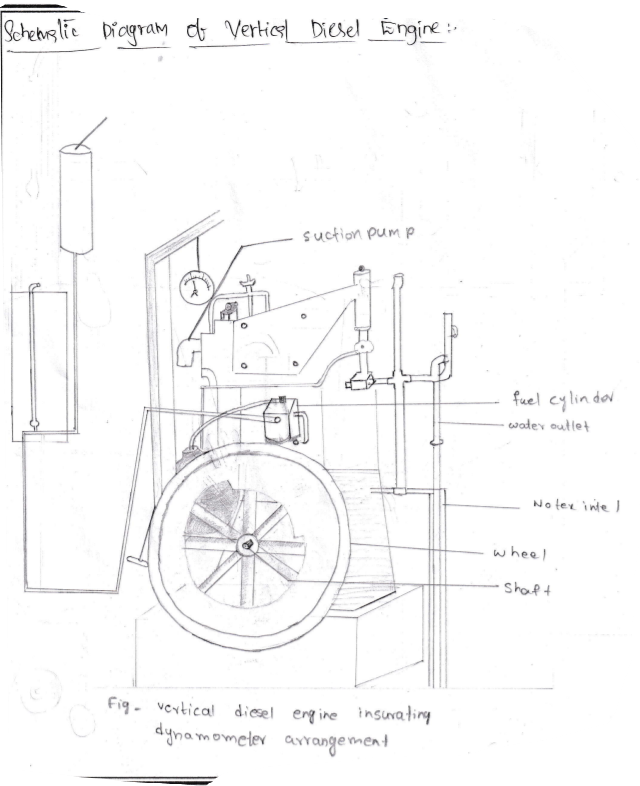 Schematic Diagram of Vertical Diesel Engine:-
suction pump
fuel cylinder
water outlet
Water inlel
wheel
Shaft
Fig- vertical diesel engine insurating
dynamometer arrangement